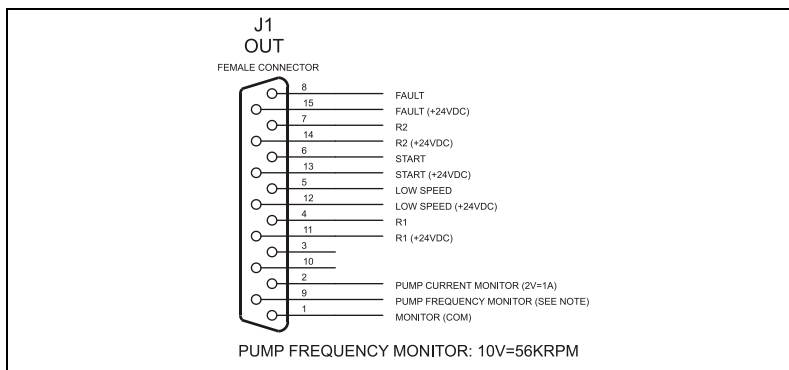 J1
OUT
FEMALE CONNECTOR
8 FAULT
15 FAULT (+24VDC)
7 R2
14 R2 (+24VDC)
6 START
13 START (+24VDC)
5 LOW SPEED
12 LOW SPEED (+24VDC)
4 R1
11 R1 (+24VDC)
3
10
2 PUMP CURRENT MONITOR (2V=1A)
9 PUMP FREQUENCY MONITOR (SEE NOTE)
1 MONITOR (COM)
PUMP FREQUENCY MONITOR: 10V=56KRPM